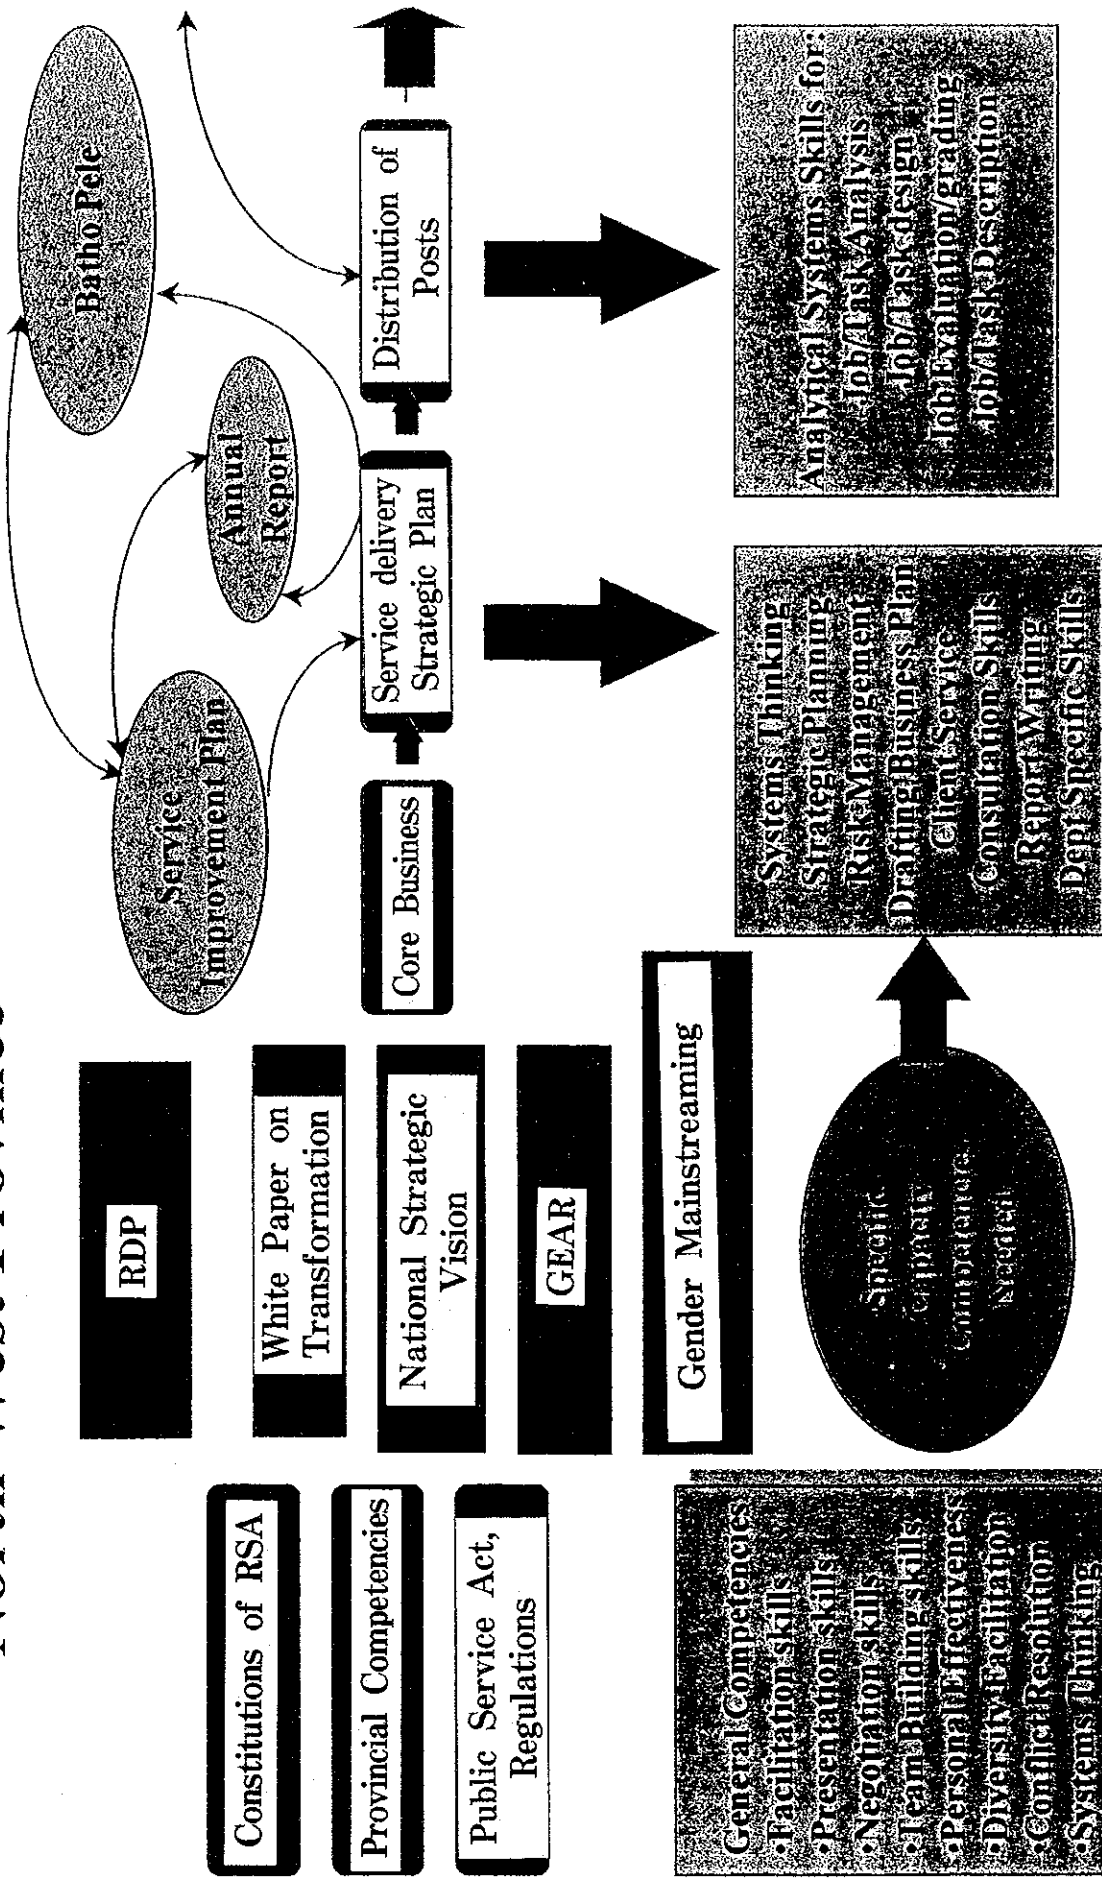 North West Province
Constitutions of RSA
Provincial Competencies
Public Service Act,
Regulations
RDP
White Paper on
Transformation
National Strategic
Vision
GEAR
Gender Mainstreaming
Service
Improvement Plan
Annual
Report
Batho Pele
Core Business
Service delivery
Strategic Plan
Distribution of
Posts
General Competencies
•Facilitation skills
•Presentation skills
•Negotiation skills
•Team Building skills
•Personal Effectiveness
•Diversity Facilitation
•Conflict Resolution
•Systems Thinking
Specific
Capacity
Competence
Needed
Systems Thinking
Strategic Planning
Risk Management
Drafting Business Plan
Client Service
Consultation Skills
Report Writing
Dept Specific Skills
Analytical Systems Skills for:
Job/Task Analysis
Job/Task design
Job Evaluation/grading
Job/Task Description